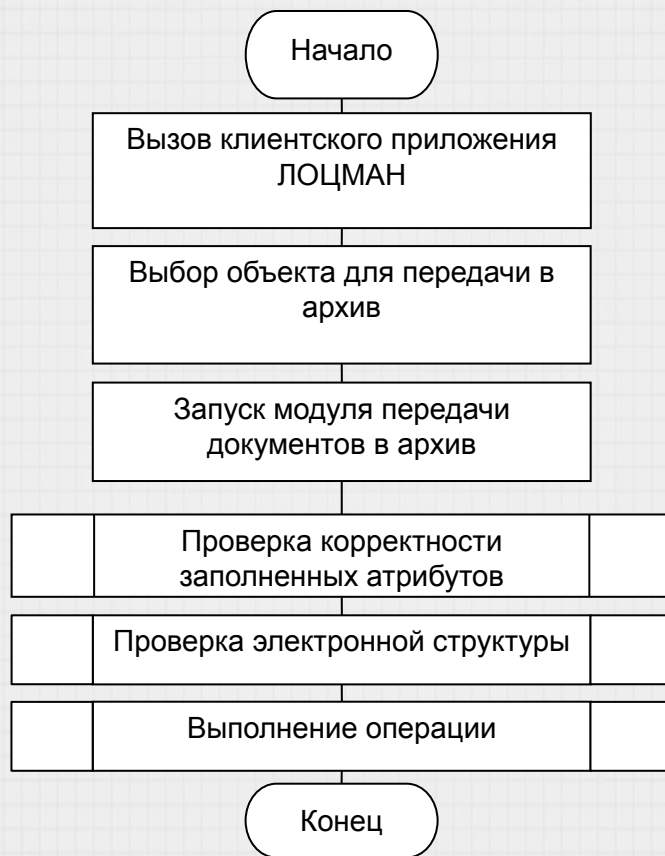 Начало
Вызов клиентского приложения
ЛОЦМАН
Выбор объекта для передачи в
архив
Запуск модуля передачи
документов в архив
Проверка корректности
заполненных атрибутов
Проверка электронной структуры
Выполнение операции
Конец